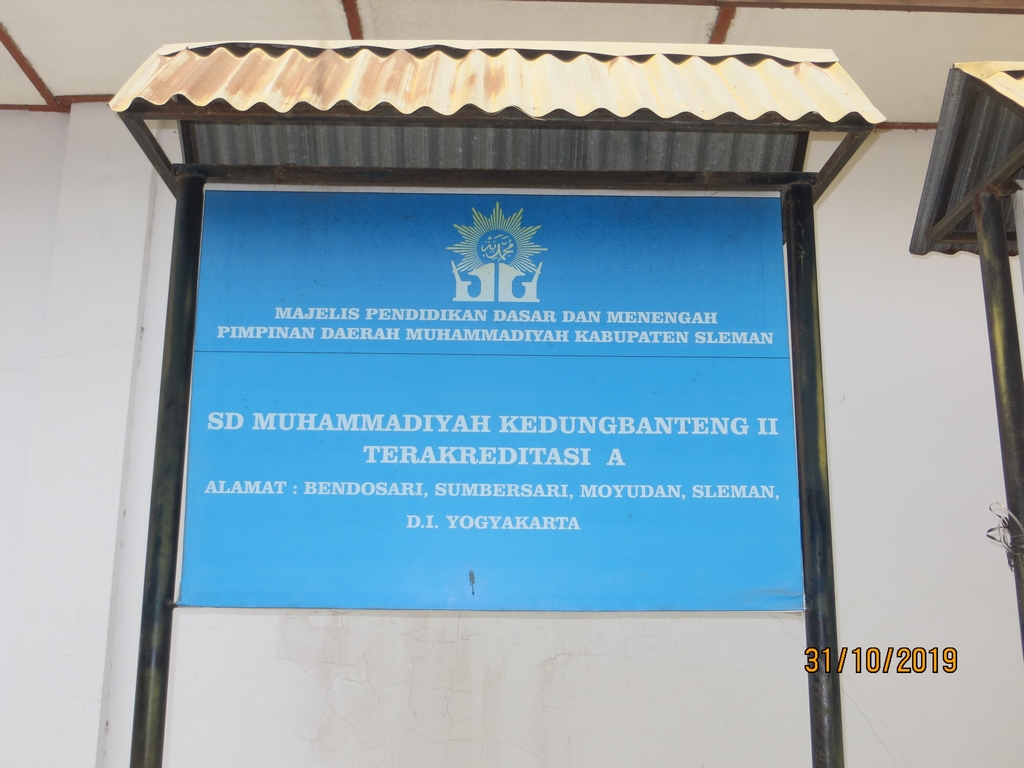 محمدية
MAJELIS PENDIDIKAN DASAR DAN MENENGAH
PIMPINAN DAERAH MUHAMMADIYAH KABUPATEN SLEMAN
SD MUHAMMADIYAH KEDUNGBANTENG II
TERAKREDITASI A
ALAMAT : BENDOSARI, SUMBERSARI, MOYUDAN, SLEMAN,
D.I. YOGYAKARTA
31/10/2019